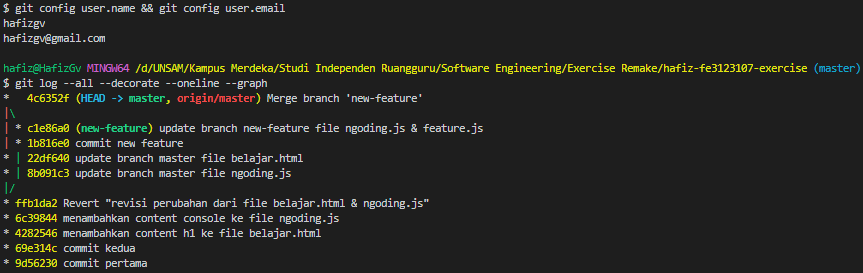 $ git config user.name && git config user.email
hafizgv
hafizgv@gmail.com
hafiz@HafizGv MINGW64 /d/UNSAM/Kampus Merdeka/Studi Independen Ruangguru/Software Engineering/Exercise Remake/hafiz-fe3123107-exercise (master)
$ git log --all --decorate --oneline --graph
*   4c6352f (HEAD -> master, origin/master) Merge branch 'new-feature'
|\
| * c1e86a0 (new-feature) update branch new-feature file ngoding.js & feature.js
| * 1b816e0 commit new feature
* | 22df640 update branch master file belajar.html
* | 8b091c3 update branch master file ngoding.js
|/
* ffb1da2 Revert "revisi perubahan dari file belajar.html & ngoding.js"
* 6c39844 menambahkan content console ke file ngoding.js
* 4282546 menambahkan content h1 ke file belajar.html
* 69e314c commit kedua
* 9d56230 commit pertama